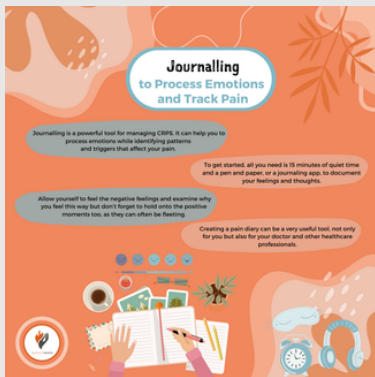 Journalling
to Process Emotions
and Track Pain
Journalling is a powerful tool for managing CRPS. It can help you to
process emotions while identifying patterns
and triggers that affect your pain.
To get started, all you need is 15 minutes of quiet time
and a pen and paper, or a journaling app, to document
your feelings and thoughts.
Allow yourself to feel the negative feelings and examine why
you feel this way but don't forget to hold onto the positive
moments too, as they can often be fleeting.
Creating a pain diary can be a very useful tool, not only
for you but also for your doctor and other healthcare
professionals.